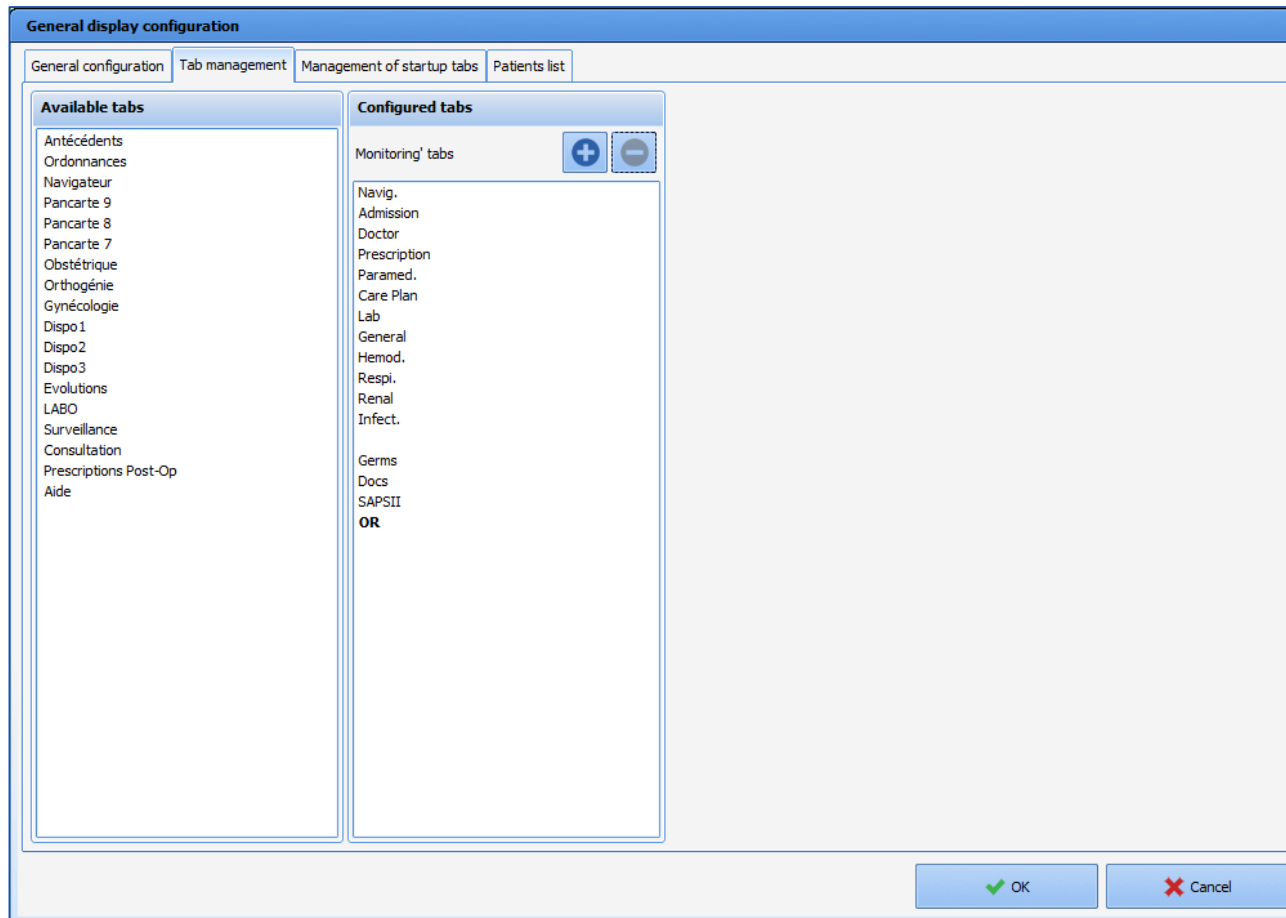 General display configuration
General configuration
Tab management
Management of startup tabs
Patients list
Available tabs
Antécédents
Ordonnances
Navigateur
Pancarte 9
Pancarte 8
Pancarte 7
Obstétrique
Orthogénie
Gynécologie
Dispo1
Dispo2
Dispo3
Evolutions
LABO
Surveillance
Consultation
Prescriptions Post-Op
Aide
Configured tabs
Monitoring' tabs
Navig.
Admission
Doctor
Prescription
Paramed.
Care Plan
Lab
General
Hemod.
Respi.
Renal
Infect.
Germs
Docs
SAPSII
OR
OK
Cancel